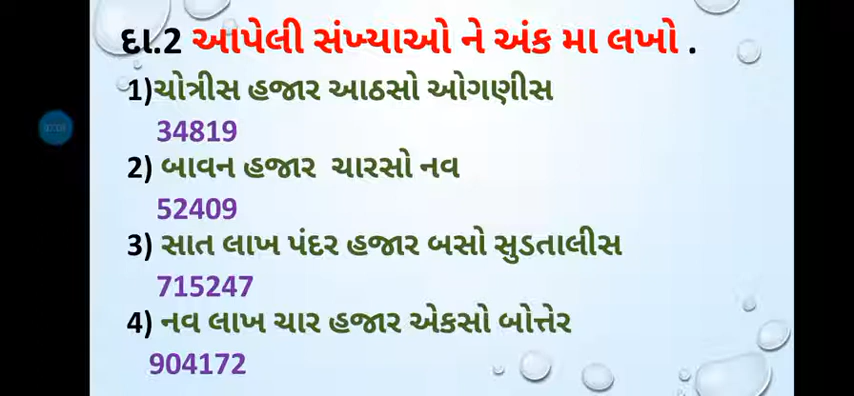 દા.2 આપેલી સંખ્યાઓ ને અંક મા લખો .
1)ચોત્રીસ હજાર આઠસો ઓગણીસ
34819
2) બાવન હજાર ચારસો નવ
52409
3) સાત લાખ પંદર હજાર બસો સુડતાલીસ
715247
4) નવ લાખ ચાર હજાર એકસો બોત્તેર
904172